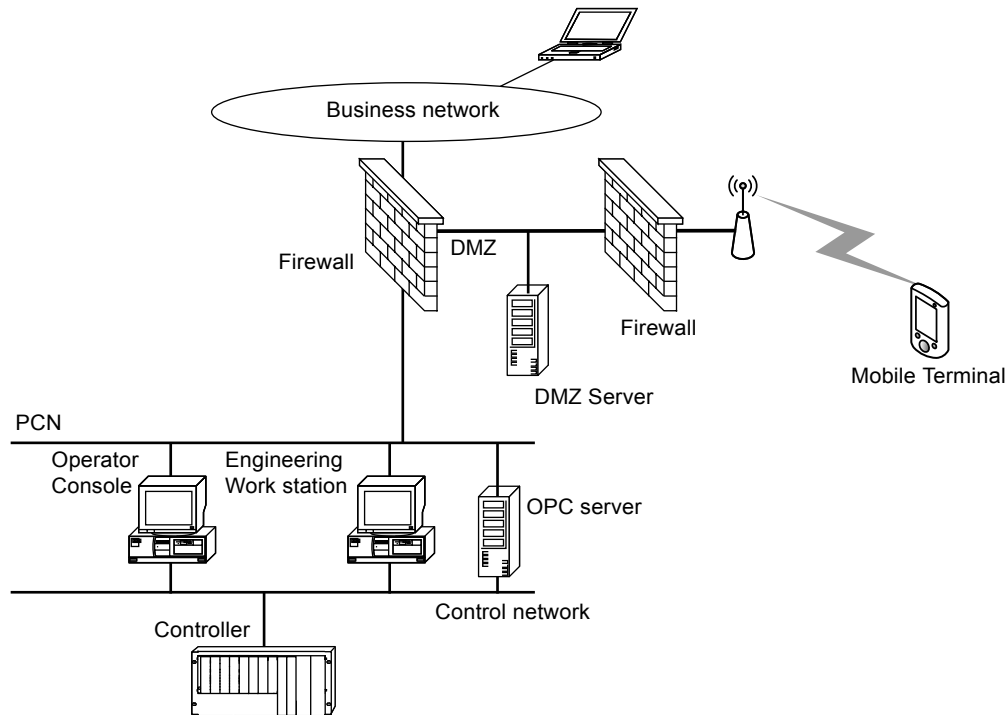 Business network
Firewall
DMZ
Firewall
DMZ Server
Mobile Terminal
PCN
Operator
Console
Engineering
Work station
OPC server
Control network
Controller